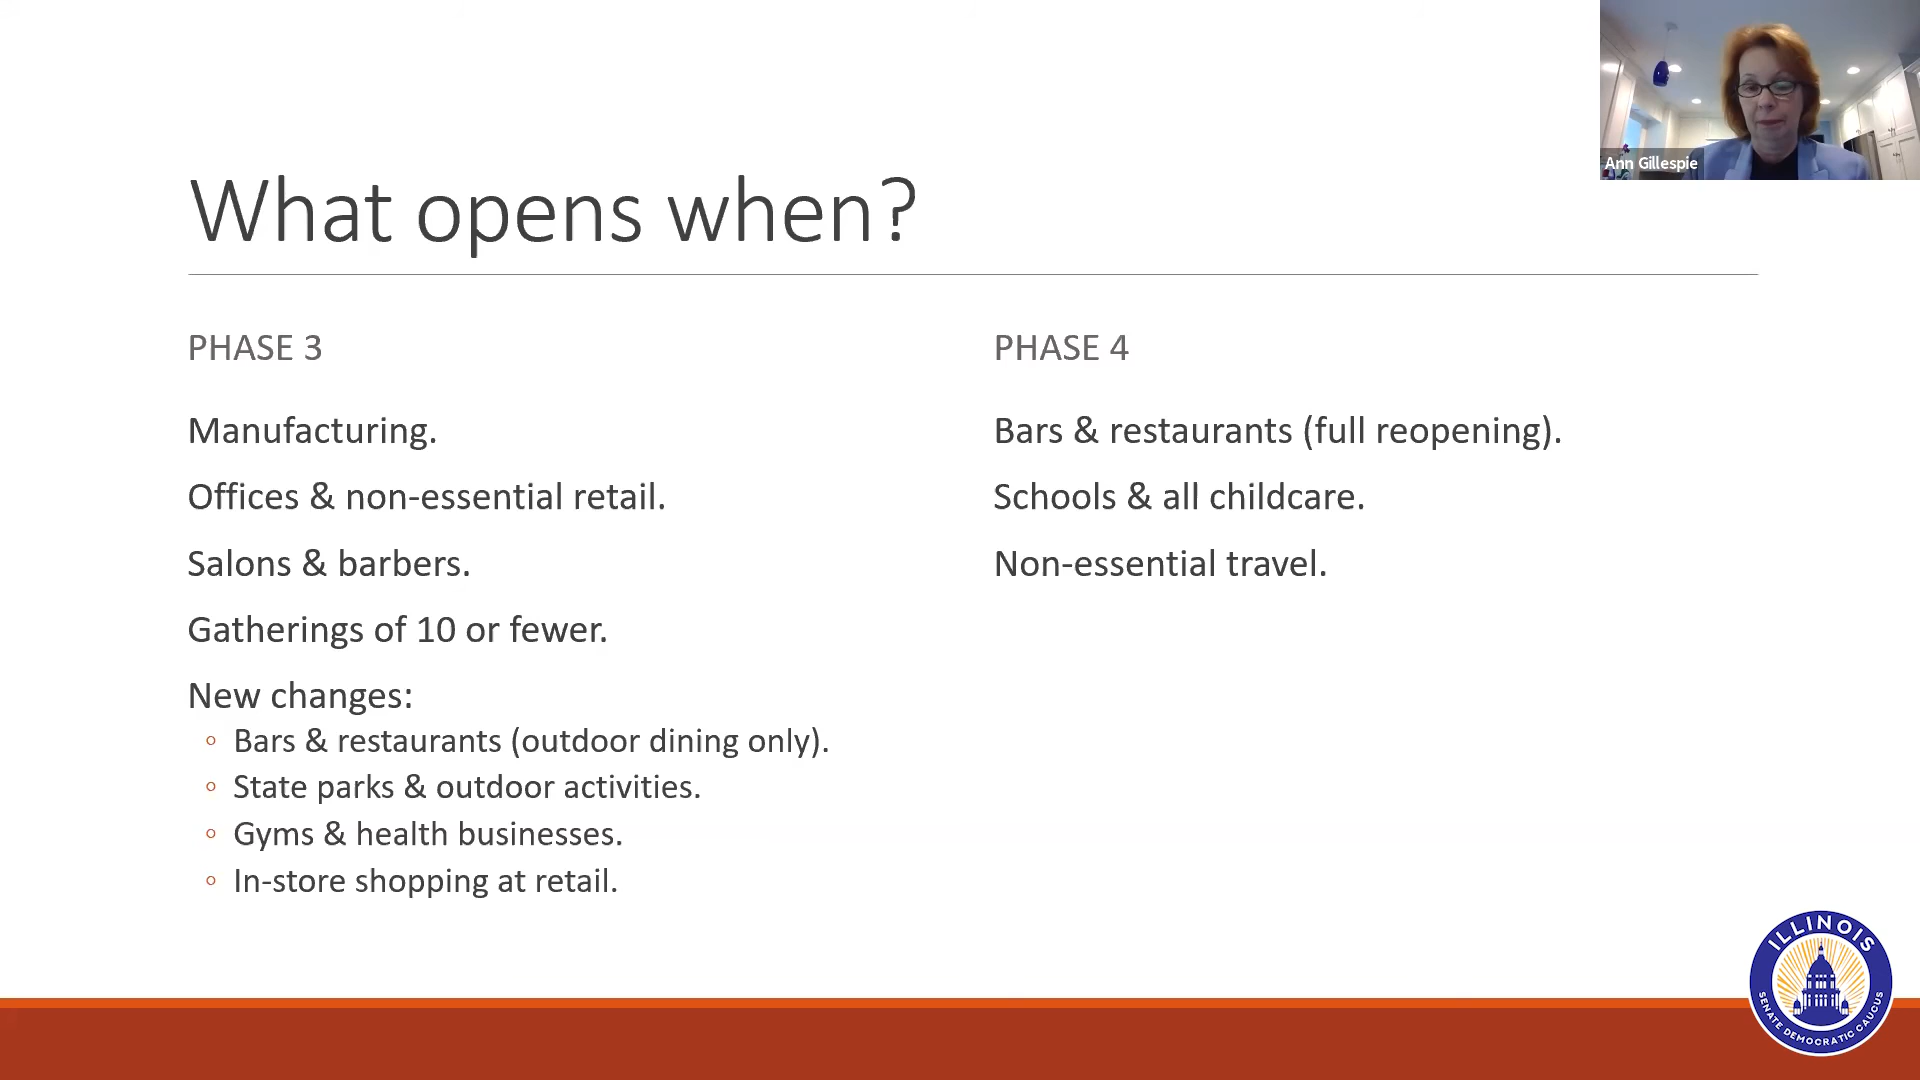 Ann Gillespie
What opens when?
PHASE 3
Manufacturing.
Offices & non-essential retail.
Salons & barbers.
Gatherings of 10 or fewer.
New changes:
◦ Bars & restaurants (outdoor dining only).
◦ State parks & outdoor activities.
◦ Gyms & health businesses.
◦ In-store shopping at retail.
PHASE 4
Bars & restaurants (full reopening).
Schools & all childcare.
Non-essential travel.
ILLINOIS
SENATE DEMOCRATIC CAUCUS